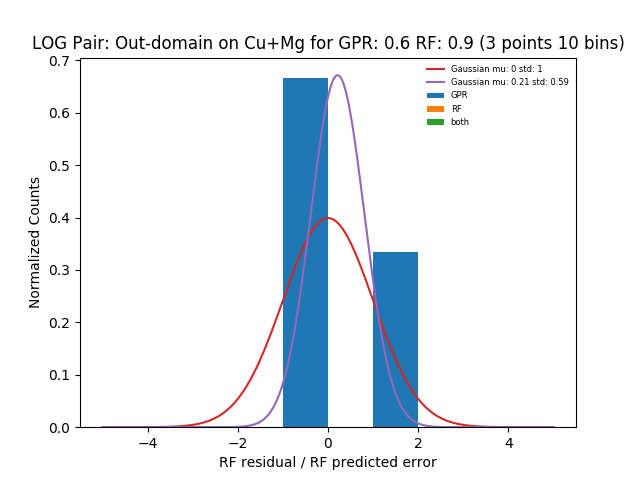 LOG Pair: Out-domain on Cu+Mg for GPR: 0.6 RF: 0.9 (3 points 10 bins)
Gaussian mu: 0 std: 1
Gaussian mu: 0.21 std: 0.59
GPR
RF
both
Normalized Counts
0.7
0.6
0.5
0.4
0.3
0.2
0.1
0.0
−4 −2 0 2 4
RF residual / RF predicted error